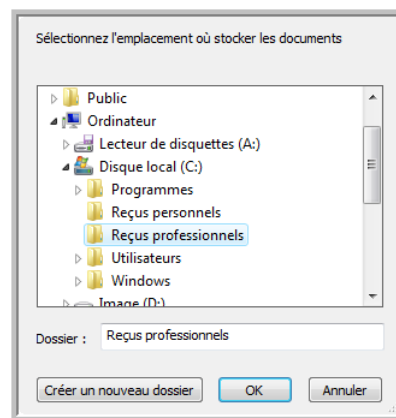 Sélectionnez l'emplacement où stocker les documents
Public
Ordinateur
Lecteur de disquettes (A:)
Disque local (C:)
Programmes
Reçus personnels
Reçus professionnels
Utilisateurs
Windows
Image (D:)
Dossier : Reçus professionnels
Créer un nouveau dossier OK Annuler